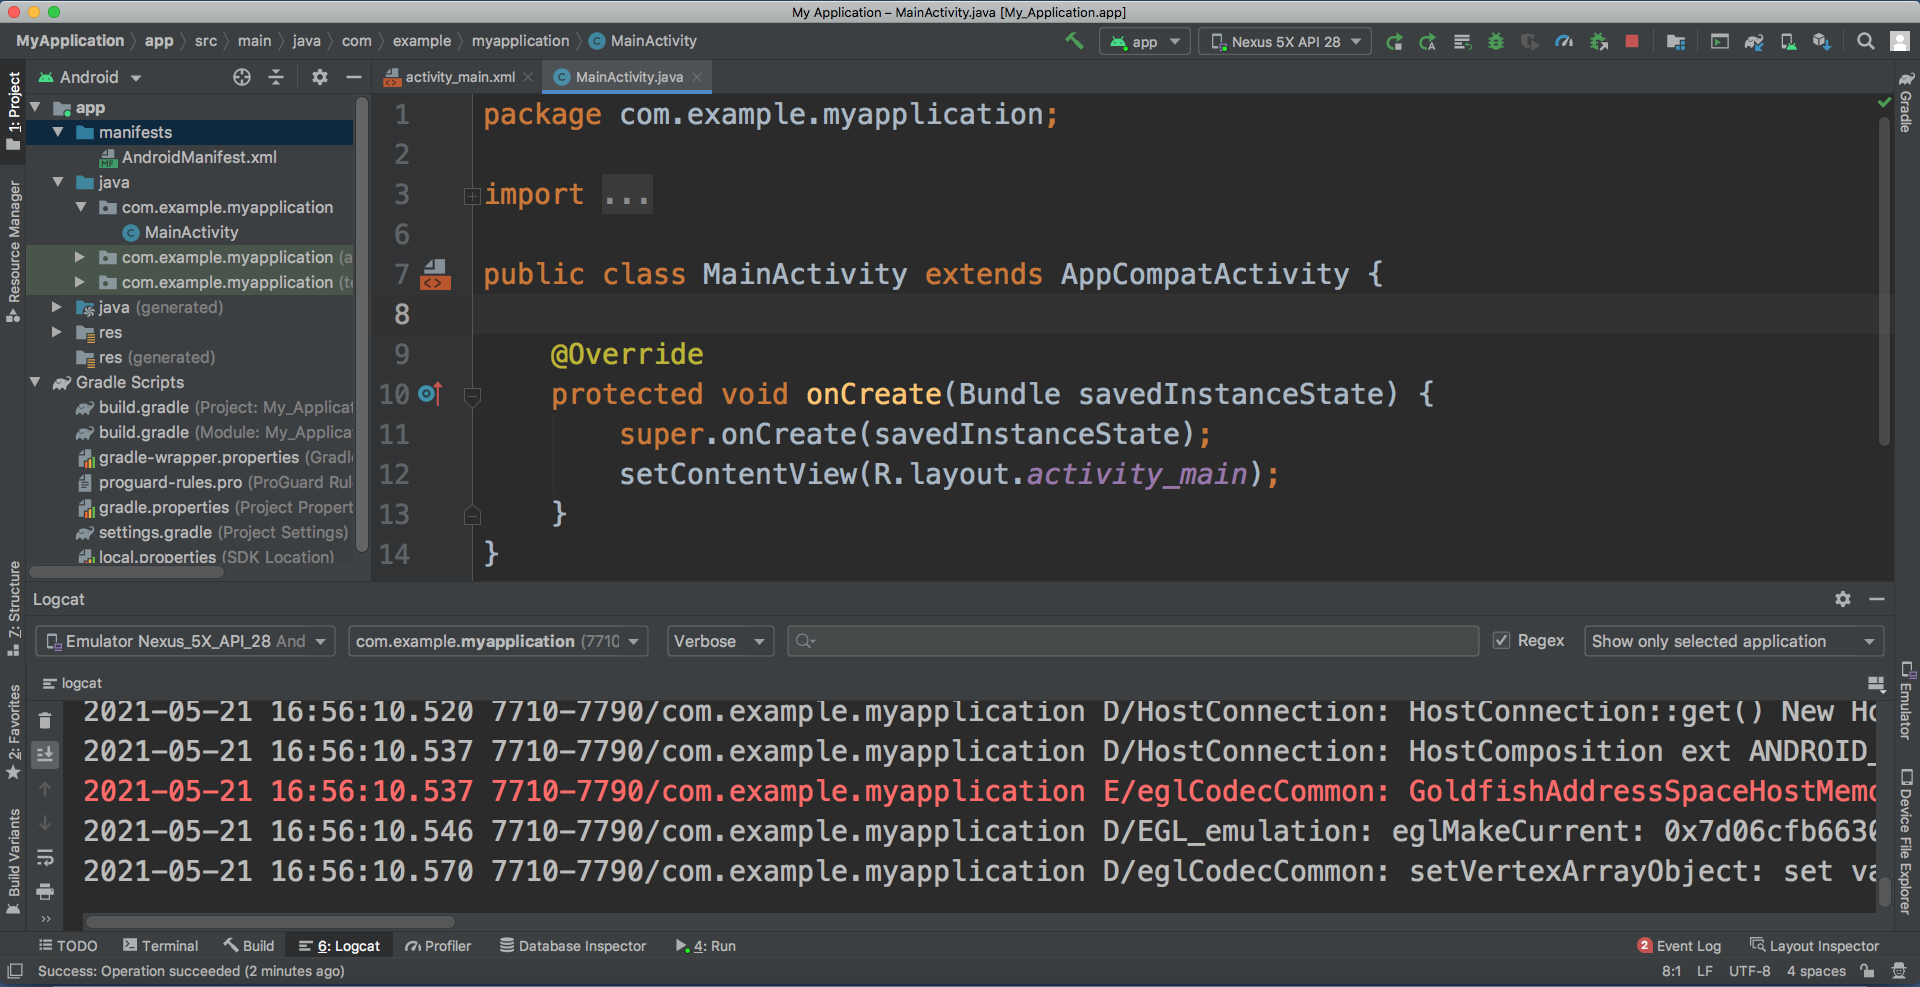 My Application – MainActivity.java [My_Application.app]
MyApplication app src main java com example myapplication MainActivity
app Nexus 5X API 28
Android
activity_main.xml MainActivity.java
1: Project
Resource Manager
7: Structure
2: Favorites
Build Variants
app
manifests
AndroidManifest.xml
java
com.example.myapplication
MainActivity
com.example.myapplication (a
com.example.myapplication (te
java (generated)
res
res (generated)
Gradle Scripts
build.gradle (Project: My_Applicat
build.gradle (Module: My_Applica
gradle-wrapper.properties (Gradl
proguard-rules.pro (ProGuard Rul
gradle.properties (Project Propert
settings.gradle (Project Settings)
local.properties (SDK Location)
1 package com.example.myapplication;
2
3 import ...
6
7 public class MainActivity extends AppCompatActivity {
8
9 @Override
10 protected void onCreate(Bundle savedInstanceState) {
11 super.onCreate(savedInstanceState);
12 setContentView(R.layout.activity_main);
13 }
14 }
Gradle
Emulator
Device File Explorer
Logcat
Emulator Nexus_5X_API_28 And com.example.myapplication (7710 Verbose Regex Show only selected application
logcat
2021-05-21 16:56:10.520 7710-7790/com.example.myapplication D/HostConnection: HostConnection::get() New Ho
2021-05-21 16:56:10.537 7710-7790/com.example.myapplication D/HostConnection: HostComposition ext ANDROID_
2021-05-21 16:56:10.537 7710-7790/com.example.myapplication E/eglCodecCommon: GoldfishAddressSpaceHostMemo
2021-05-21 16:56:10.546 7710-7790/com.example.myapplication D/EGL_emulation: eglMakeCurrent: 0x7d06cfb6630
2021-05-21 16:56:10.570 7710-7790/com.example.myapplication D/eglCodecCommon: setVertexArrayObject: set va
TODO Terminal Build 6: Logcat Profiler Database Inspector 4: Run 2 Event Log Layout Inspector
Success: Operation succeeded (2 minutes ago) 8:1 LF UTF-8 4 spaces